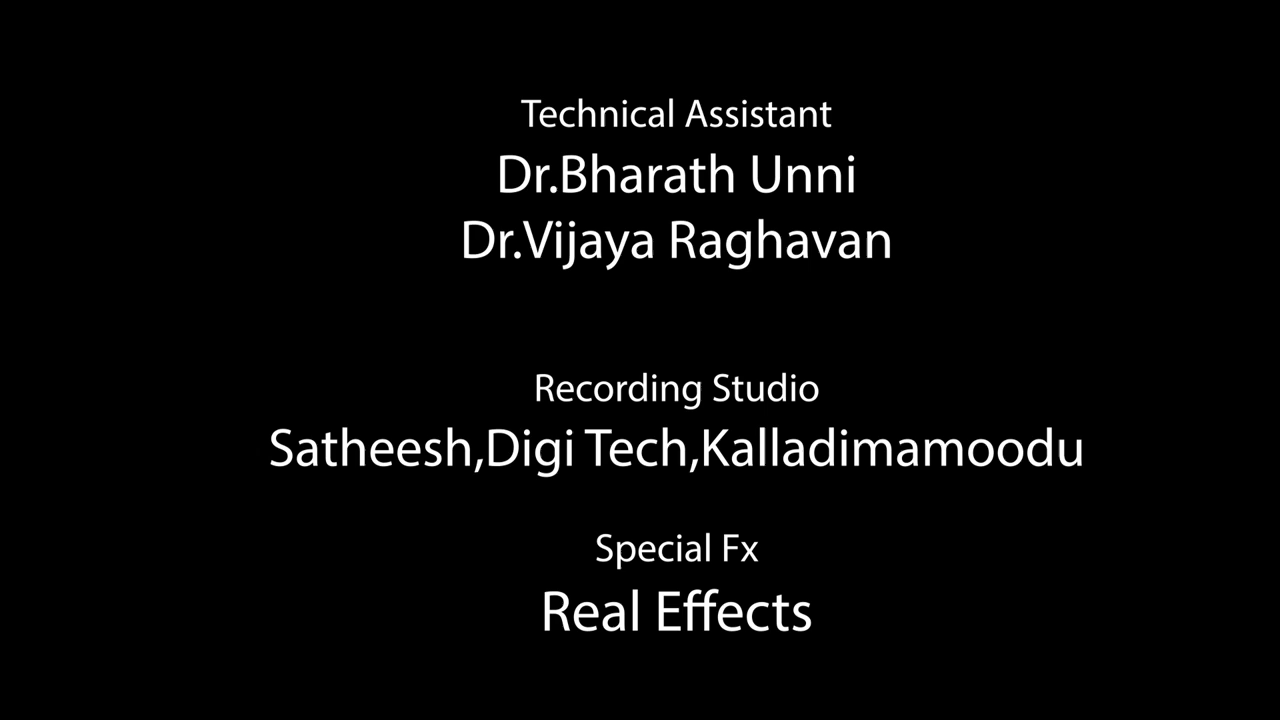 Technical Assistant
Dr.Bharath Unni
Dr.Vijaya Raghavan
Recording Studio
Satheesh,Digi Tech,Kalladimamoodu
Special Fx
Real Effects